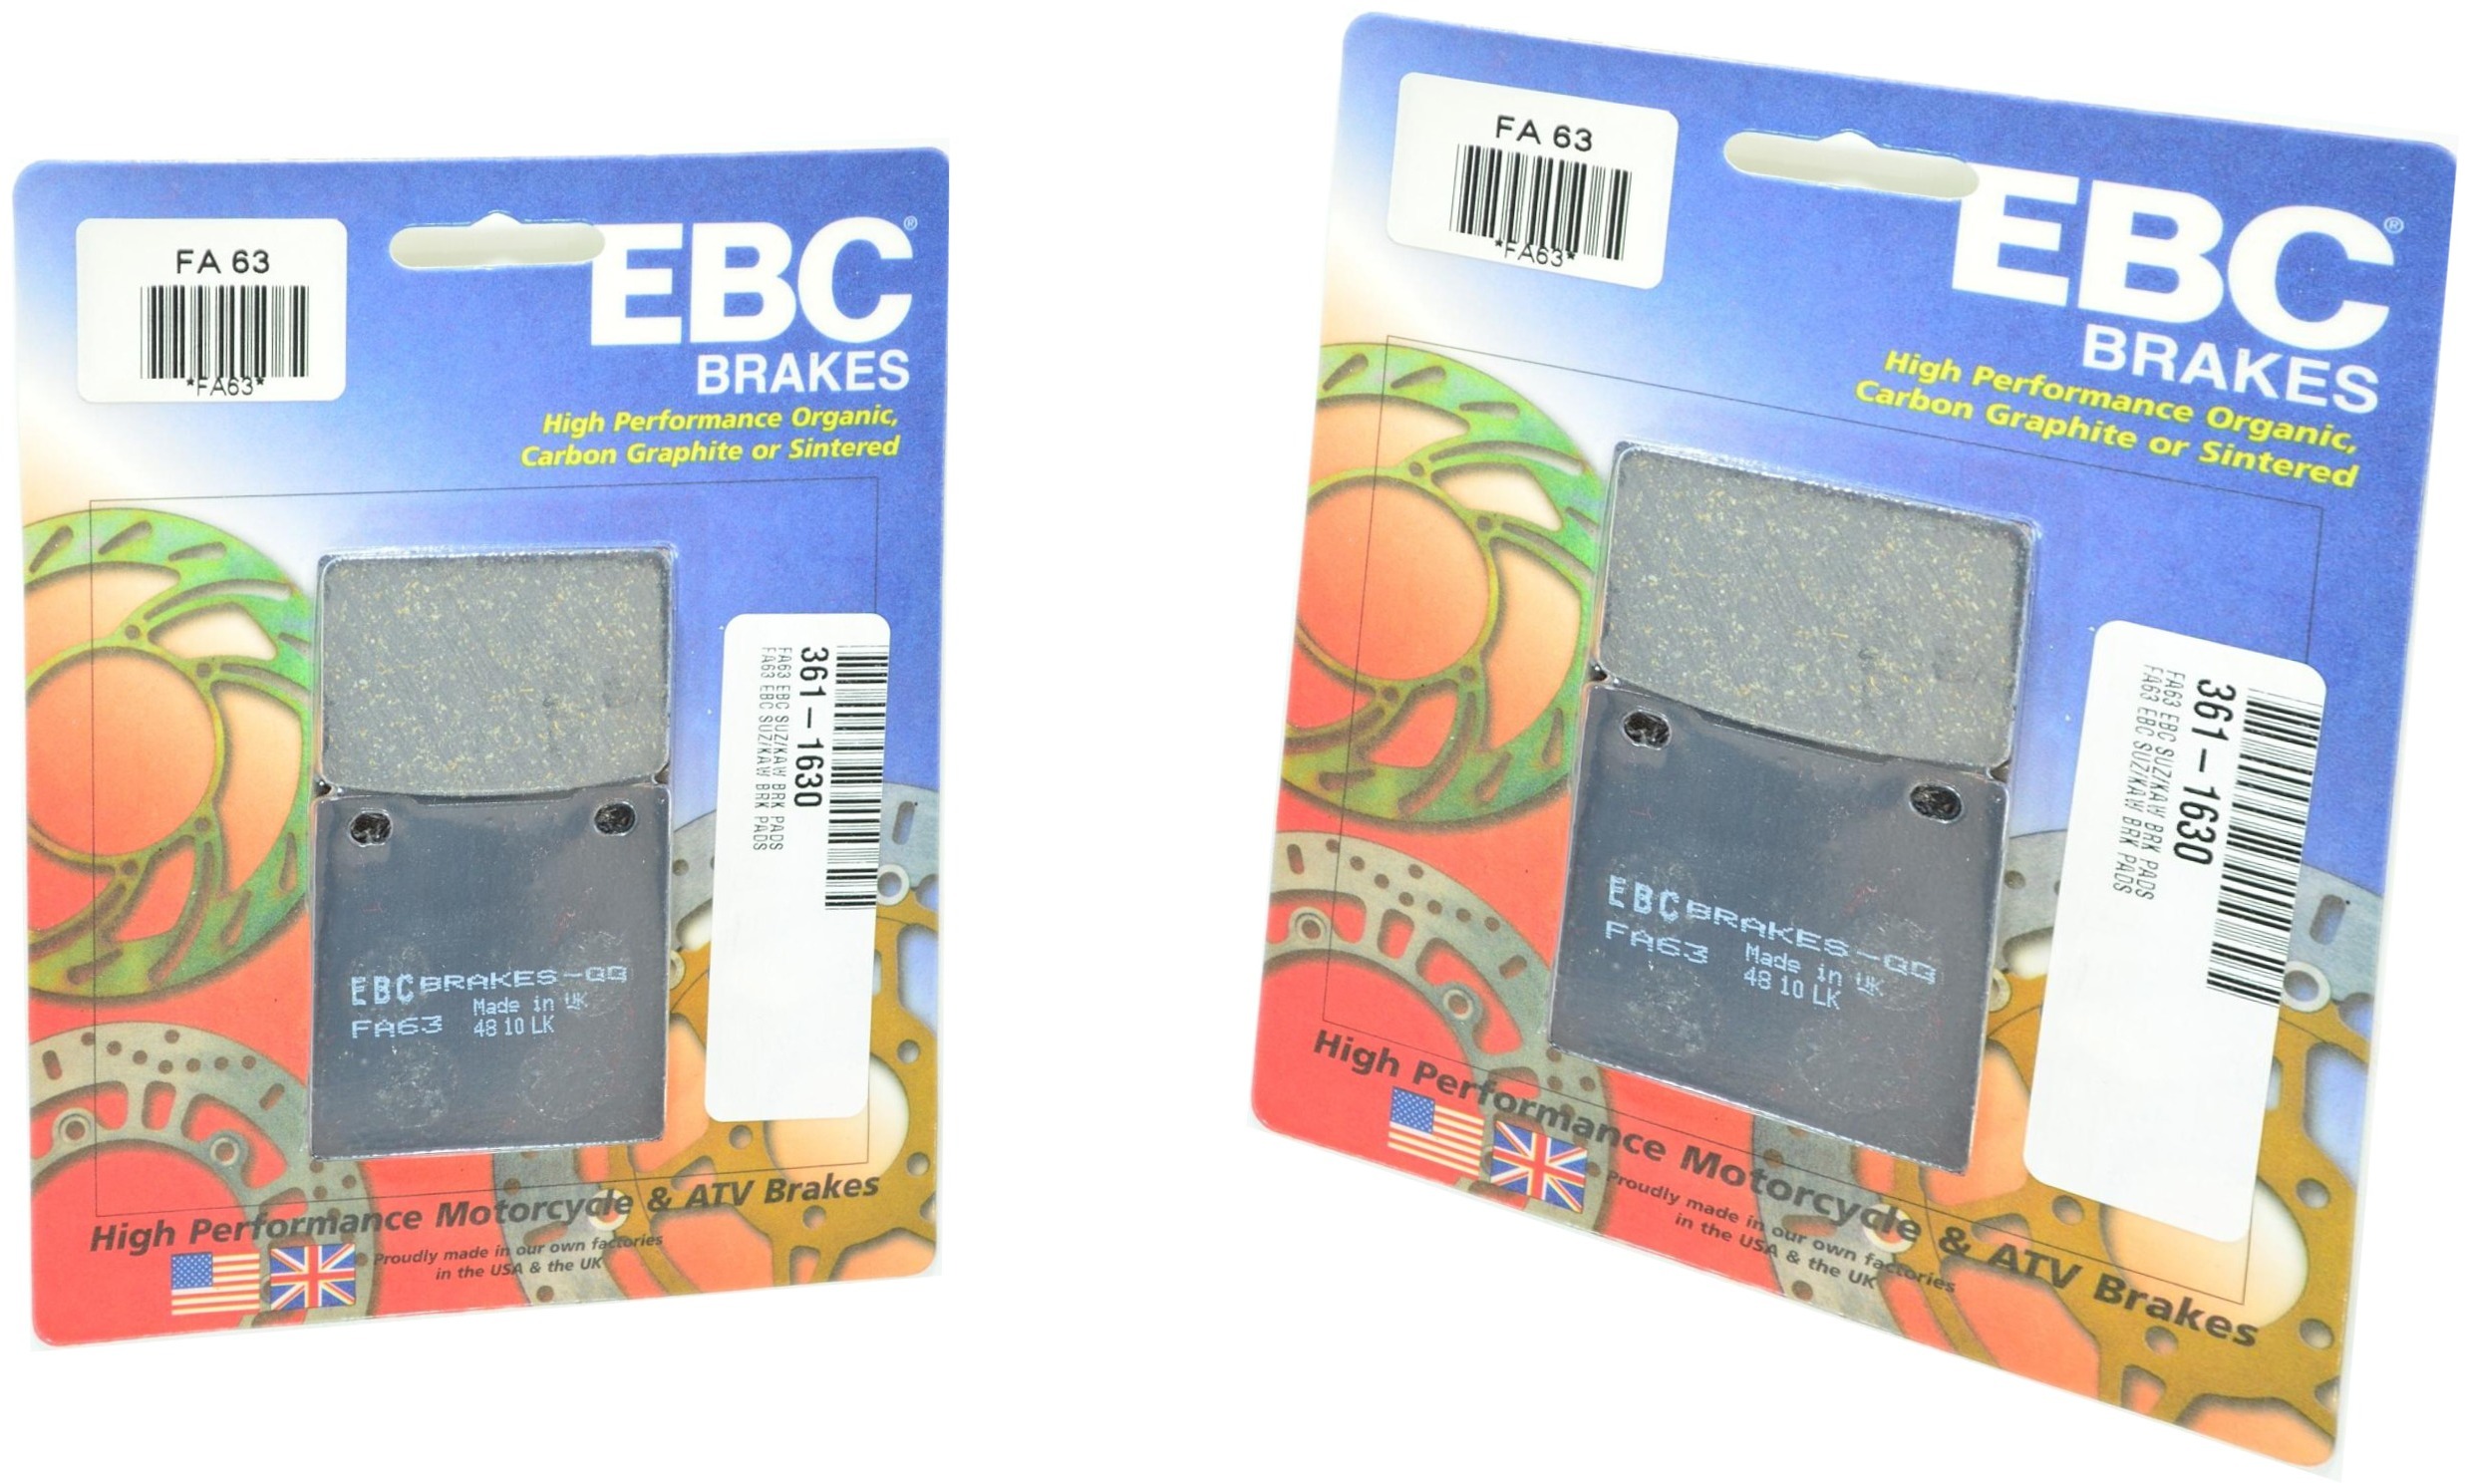 FA 63
*FA63*
EBC®
BRAKES
High Performance Organic,
Carbon Graphite or Sintered
361-1630
FA63 EBC SUZ/KAW BRK PADS
FA63 EBC SUZ/KAW BRK PADS
EBC BRAKES-GG
FA63 Made in UK
48 10 LK
High Performance Motorcycle & ATV Brakes
Proudly made in our own factories
in the USA & the UK
FA 63
*FA63*
EBC®
BRAKES
High Performance Organic,
Carbon Graphite or Sintered
361-1630
FA63 EBC SUZ/KAW BRK PADS
FA63 EBC SUZ/KAW BRK PADS
EBC BRAKES-GG
FA63 Made in UK
48 10 LK
High Performance Motorcycle & ATV Brakes
Proudly made in our own factories
in the USA & the UK